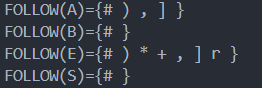 FOLLOW(A)={# ) , ] }
FOLLOW(B)={# }
FOLLOW(E)={# ) * + , ] r }
FOLLOW(S)={# }